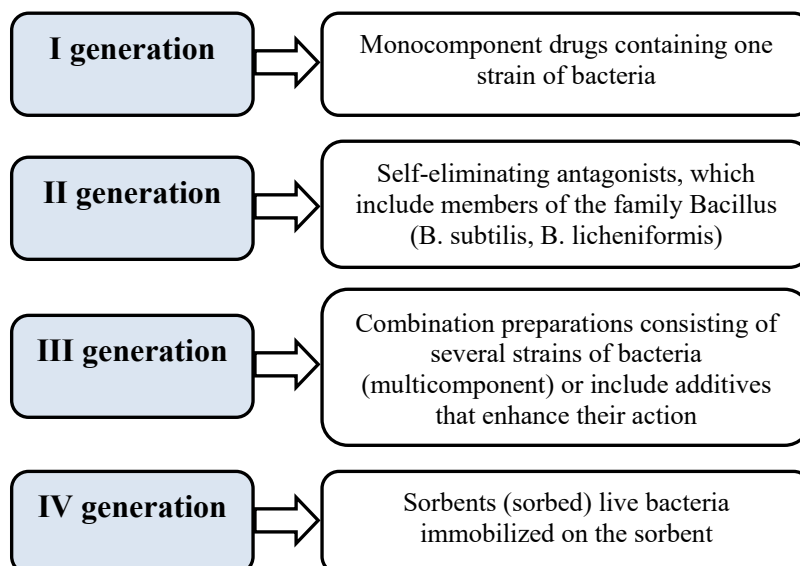 I generation
Monocomponent drugs containing one
strain of bacteria
II generation
Self-eliminating antagonists, which
include members of the family Bacillus
(B. subtilis, B. licheniformis)
III generation
Combination preparations consisting of
several strains of bacteria
(multicomponent) or include additives
that enhance their action
IV generation
Sorbents (sorbed) live bacteria
immobilized on the sorbent